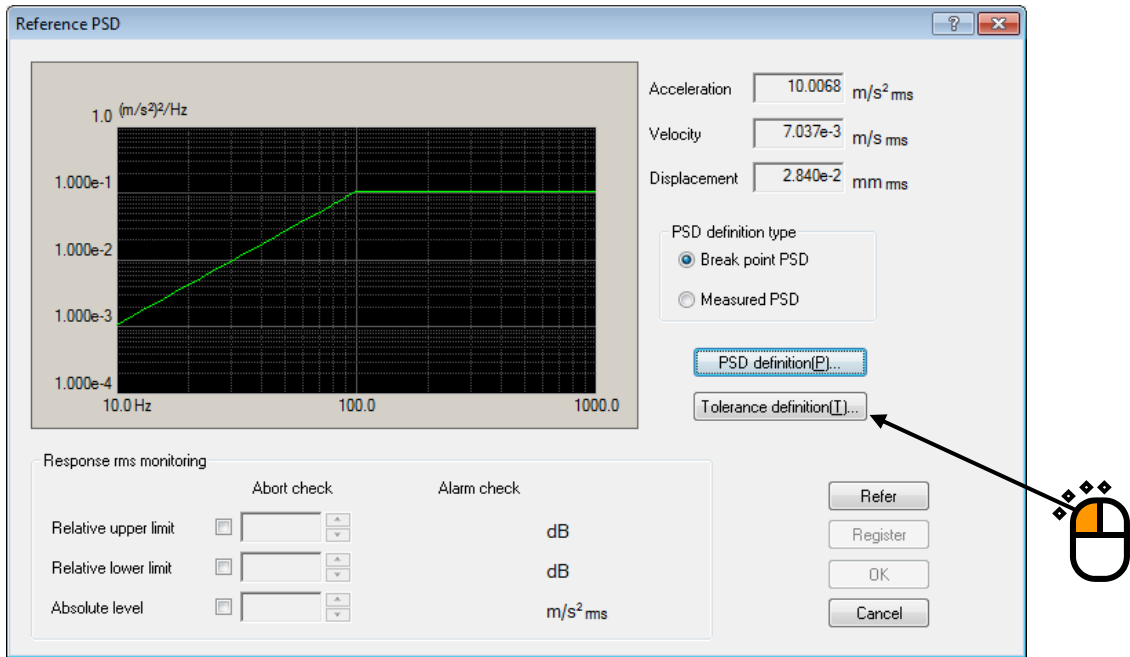 Reference PSD
1.0 (m/s²)²/Hz
1.000e-1
1.000e-2
1.000e-3
1.000e-4
10.0 Hz 100.0 1000.0
Acceleration 10.0068 m/s² rms
Velocity 7.037e-3 m/s rms
Displacement 2.840e-2 mm rms
PSD definition type
Break point PSD
Measured PSD
PSD definition(P)...
Tolerance definition(T)...
Response rms monitoring
Abort check Alarm check
Relative upper limit dB
Relative lower limit dB
Absolute level m/s² rms
Refer
Register
OK
Cancel